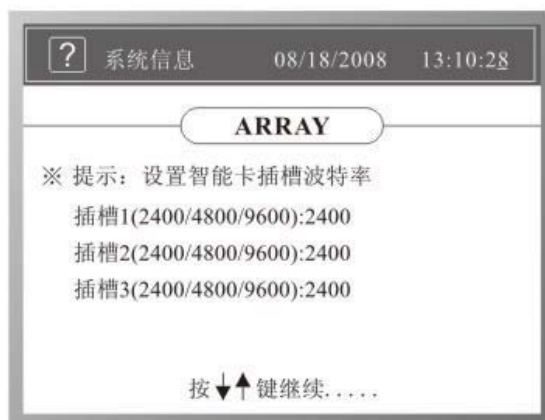 ? 系统信息 08/18/2008 13:10:28
ARRAY
※ 提示：设置智能卡插槽波特率
插槽1(2400/4800/9600):2400
插槽2(2400/4800/9600):2400
插槽3(2400/4800/9600):2400
按↓↑键继续.....